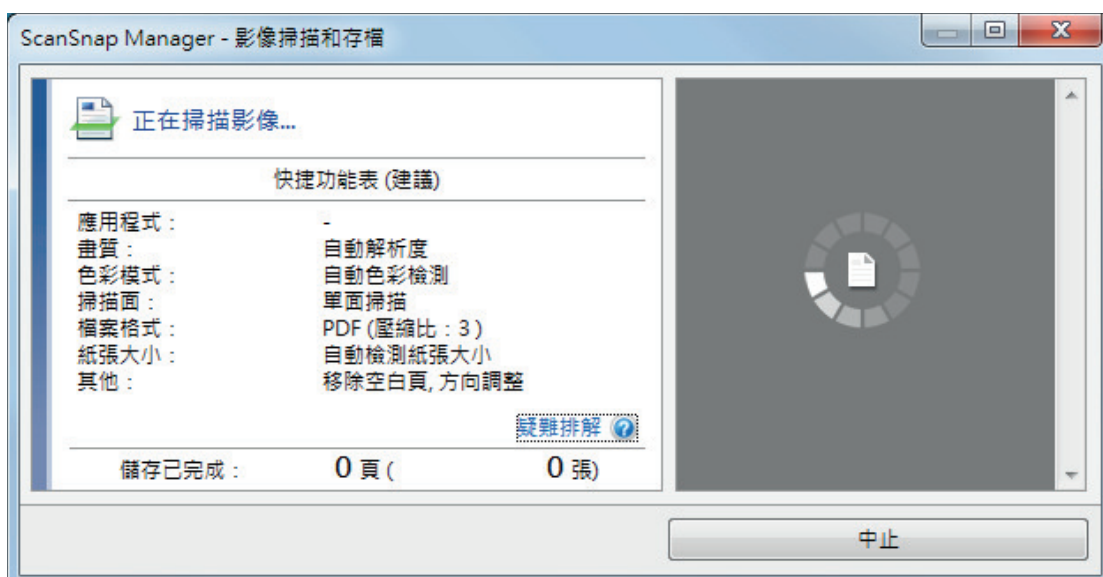 ScanSnap Manager - 影像掃描和存檔
正在掃描影像...
快捷功能表 (建議)
應用程式： -
畫質： 自動解析度
色彩模式： 自動色彩檢測
掃描面： 單面掃描
檔案格式： PDF (壓縮比：3)
紙張大小： 自動檢測紙張大小
其他： 移除空白頁, 方向調整
疑難排解
儲存已完成： 0 頁 ( 0 張)
中止